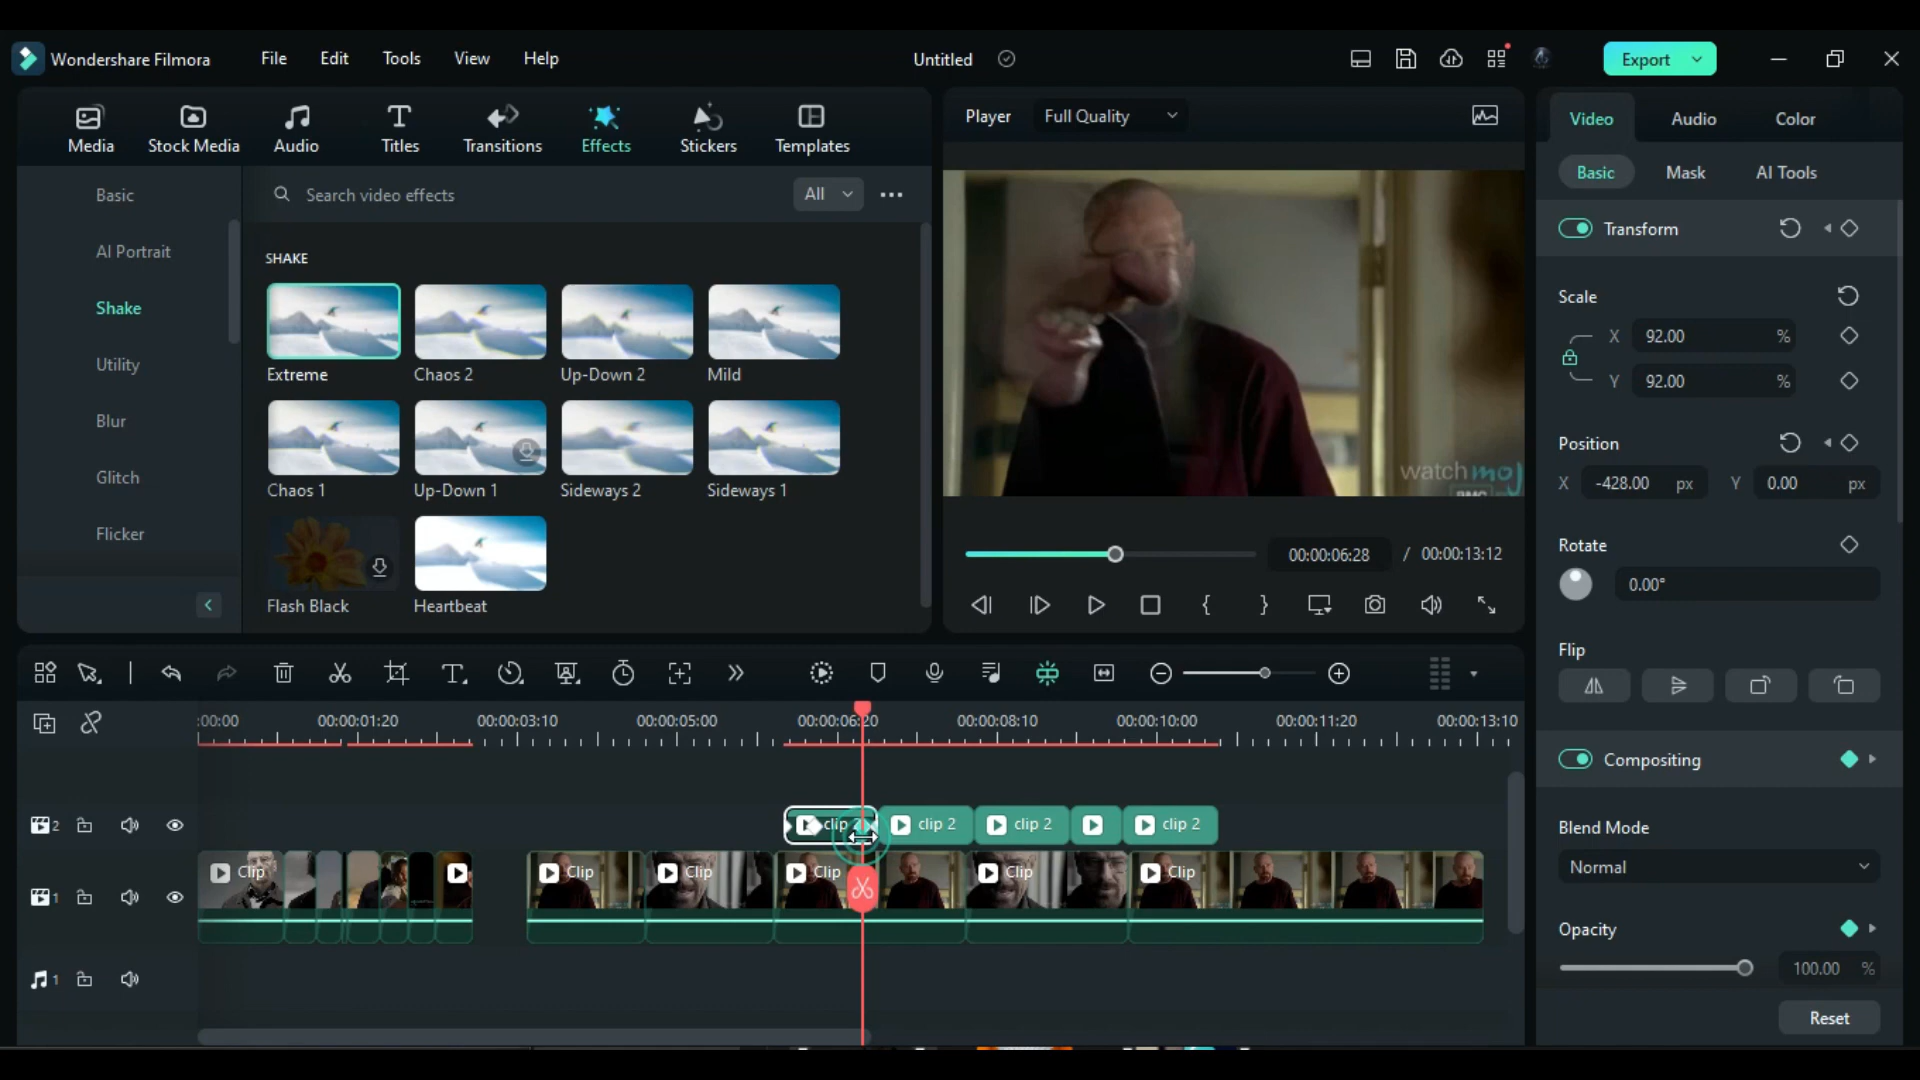 Wondershare Filmora
File
Edit
Tools
View
Help
Untitled
Export
Media
Stock Media
Audio
Titles
Transitions
Effects
Stickers
Templates
Player
Full Quality
Video
Audio
Color
Basic
Mask
AI Tools
Basic
AI Portrait
Shake
Utility
Blur
Glitch
Flicker
Search video effects
All
SHAKE
Extreme
Chaos 2
Up-Down 2
Mild
Chaos 1
Up-Down 1
Sideways 2
Sideways 1
Flash Black
Heartbeat
watchmoj
00:00:06:28 / 00:00:13:12
Transform
Scale
X 92.00 %
Y 92.00 %
Position
X -428.00 px Y 0.00 px
Rotate
0.00°
Flip
Compositing
Blend Mode
Normal
Opacity
100.00 %
Reset
:00:00
00:00:01:20
00:00:03:10
00:00:05:00
00:00:06:20
00:00:08:10
00:00:10:00
00:00:11:20
00:00:13:10
2
clip 2
clip 2
clip 2
clip 2
1
Clip
Clip
Clip
Clip
Clip
Clip
1